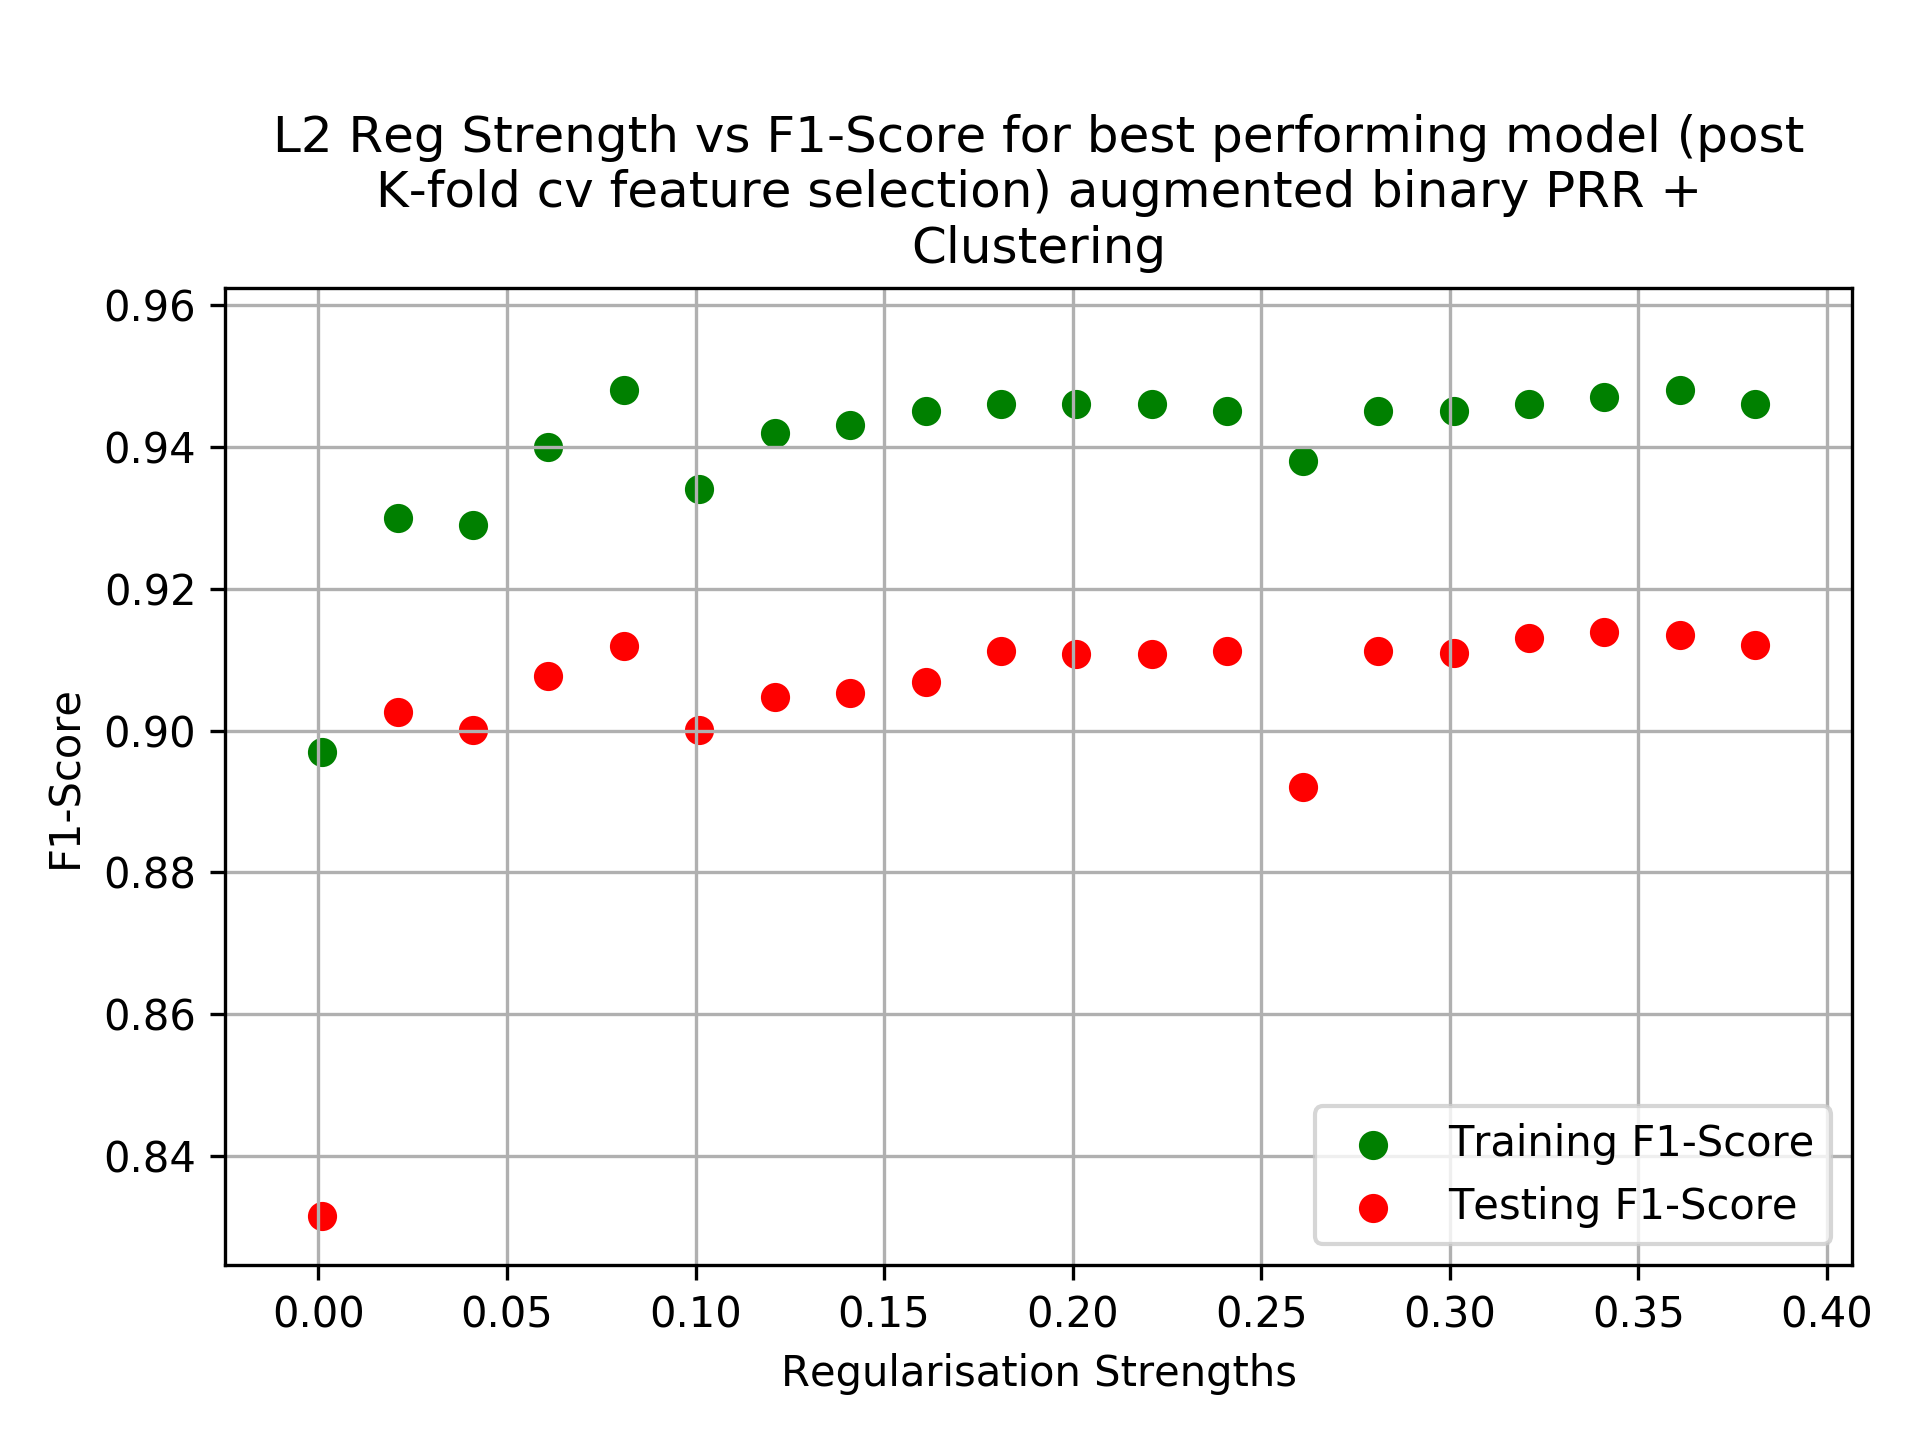 L2 Reg Strength vs F1-Score for best performing model (post
K-fold cv feature selection) augmented binary PRR +
Clustering
0.96
0.94
0.92
0.90
0.88
0.86
0.84
F1-Score
Training F1-Score
Testing F1-Score
0.00 0.05 0.10 0.15 0.20 0.25 0.30 0.35 0.40
Regularisation Strengths